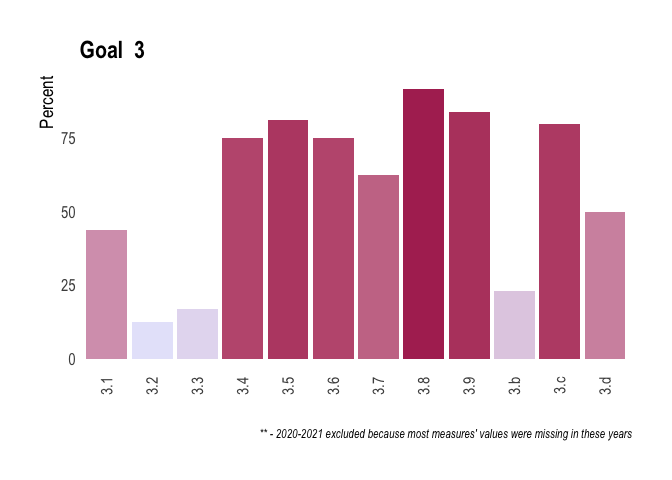 Goal  3
Percent
75
50
25
0
3.1
3.2
3.3
3.4
3.5
3.6
3.7
3.8
3.9
3.b
3.c
3.d
** - 2020-2021 excluded because most measures' values were missing in these years